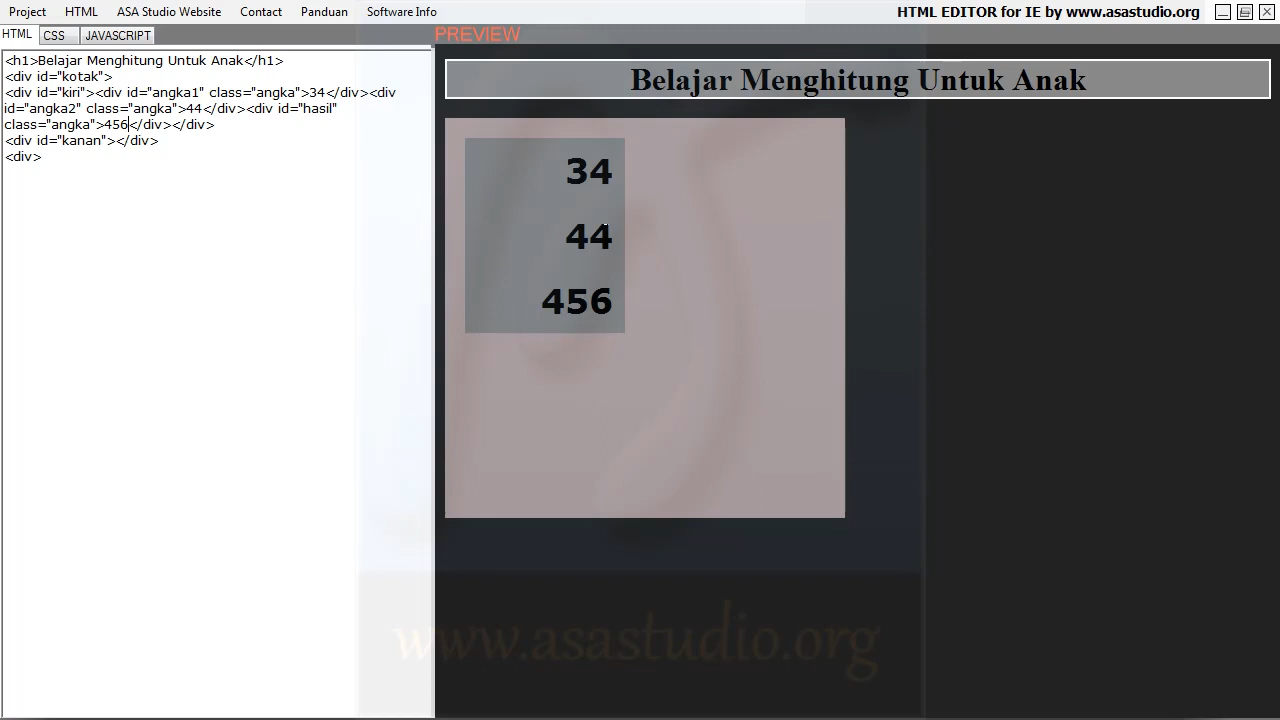 Project HTML ASA Studio Website Contact Panduan Software Info HTML EDITOR for IE by www.asastudio.org
HTML CSS JAVASCRIPT
PREVIEW
<h1>Belajar Menghitung Untuk Anak</h1>
<div id="kotak">
<div id="kiri"><div id="angka1" class="angka">34</div><div
id="angka2" class="angka">44</div><div id="hasil"
class="angka">456</div></div>
<div id="kanan"></div>
<div>
Belajar Menghitung Untuk Anak
34
44
456
www.asastudio.org